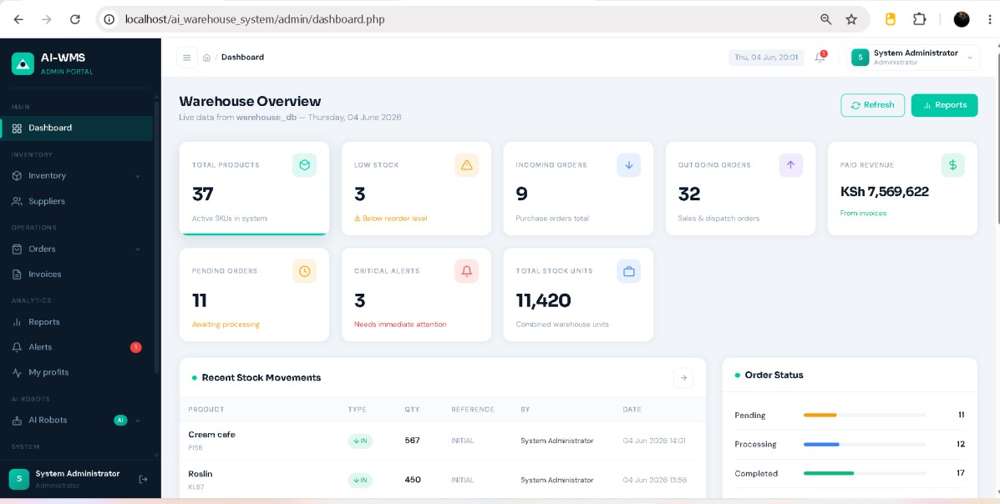 localhost/ai_warehouse_system/admin/dashboard.php
AI-WMS
ADMIN PORTAL
MAIN
Dashboard
INVENTORY
Inventory
Suppliers
OPERATIONS
Orders
Invoices
ANALYTICS
Reports
Alerts 1
My profits
AI ROBOTS
AI Robots AI
SYSTEM
S System Administrator
Administrator
/ Dashboard
Thu, 04 Jun, 20:01
1
S System Administrator
Administrator
Warehouse Overview
Live data from warehouse_db — Thursday, 04 June 2026
Refresh
Reports
TOTAL PRODUCTS
37
Active SKUs in system
LOW STOCK
3
⚠ Below reorder level
INCOMING ORDERS
9
Purchase orders total
OUTGOING ORDERS
32
Sales & dispatch orders
PAID REVENUE
$
KSh 7,569,622
From invoices
PENDING ORDERS
11
Awaiting processing
CRITICAL ALERTS
3
Needs immediate attention
TOTAL STOCK UNITS
11,420
Combined warehouse units
Recent Stock Movements
PRODUCT TYPE QTY REFERENCE BY DATE
Cream cafe ↓ IN 567 INITIAL System Administrator 04 Jun 2026 14:01
PI56
Roslin ↓ IN 450 INITIAL System Administrator 04 Jun 2026 13:56
KL67
Order Status
Pending 11
Processing 12
Completed 17